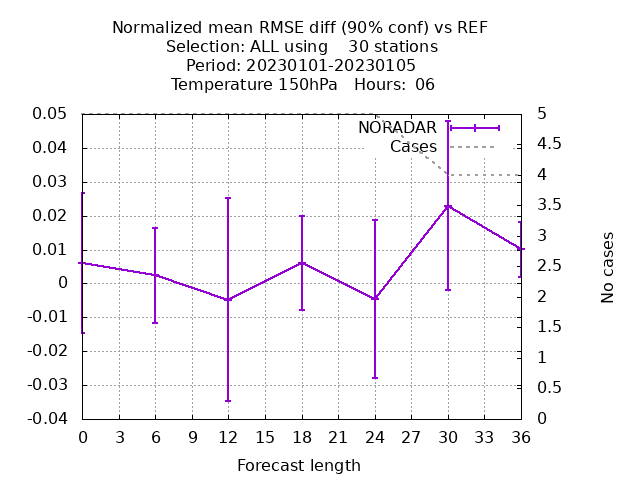 Normalized mean RMSE diff (90% conf) vs REF
Selection: ALL using    30 stations
Period: 20230101-20230105
Temperature 150hPa   Hours:  06
NORADAR
Cases
0.05
0.04
0.03
0.02
0.01
0
-0.01
-0.02
-0.03
-0.04
5
4.5
4
3.5
3
2.5
2
1.5
1
0.5
0
No cases
0 3 6 9 12 15 18 21 24 27 30 33 36
Forecast length